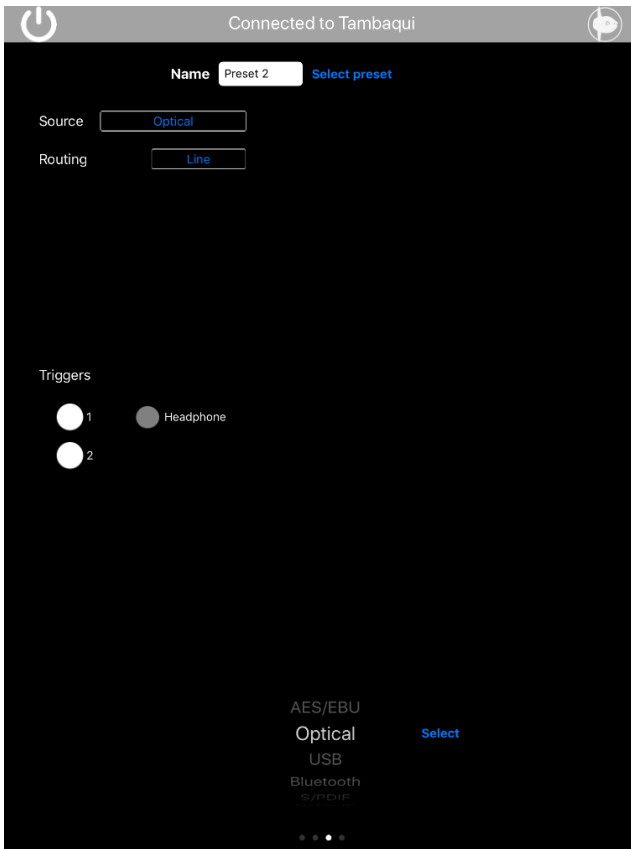 Connected to Tambaqui
Name Preset 2 Select preset
Source Optical
Routing Line
Triggers
1 Headphone
2
AES/EBU
Optical Select
USB
Bluetooth
S/PDIF